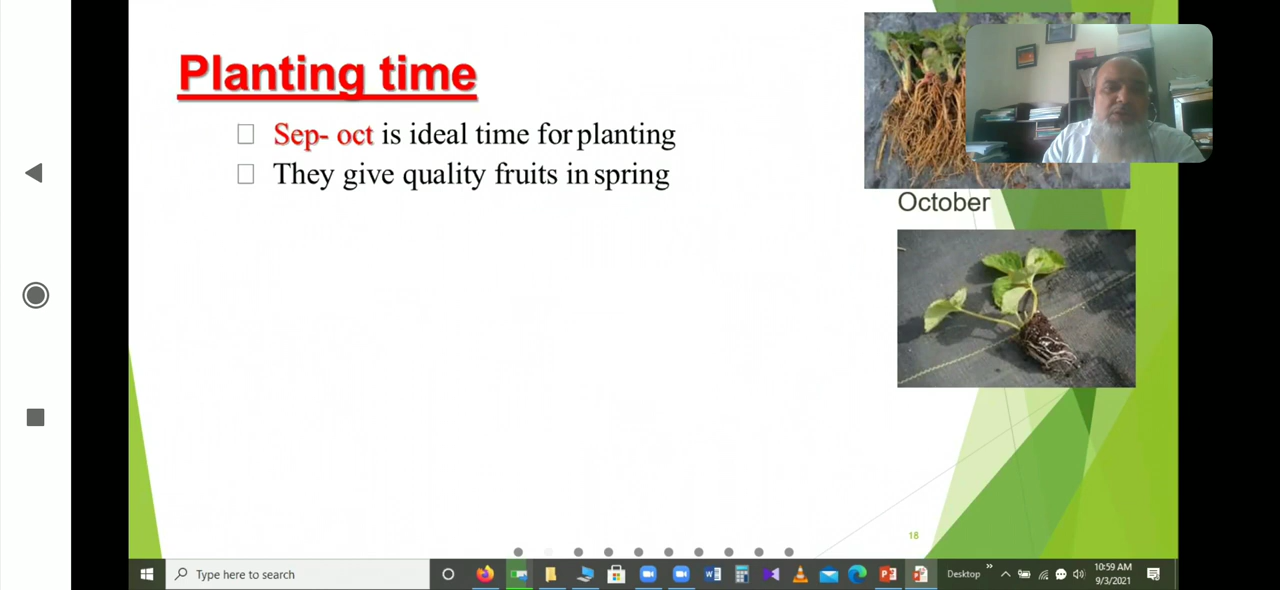 Planting time
Sep- oct is ideal time for planting
They give quality fruits in spring
October
18
Type here to search
Desktop
10:59 AM
9/3/2021